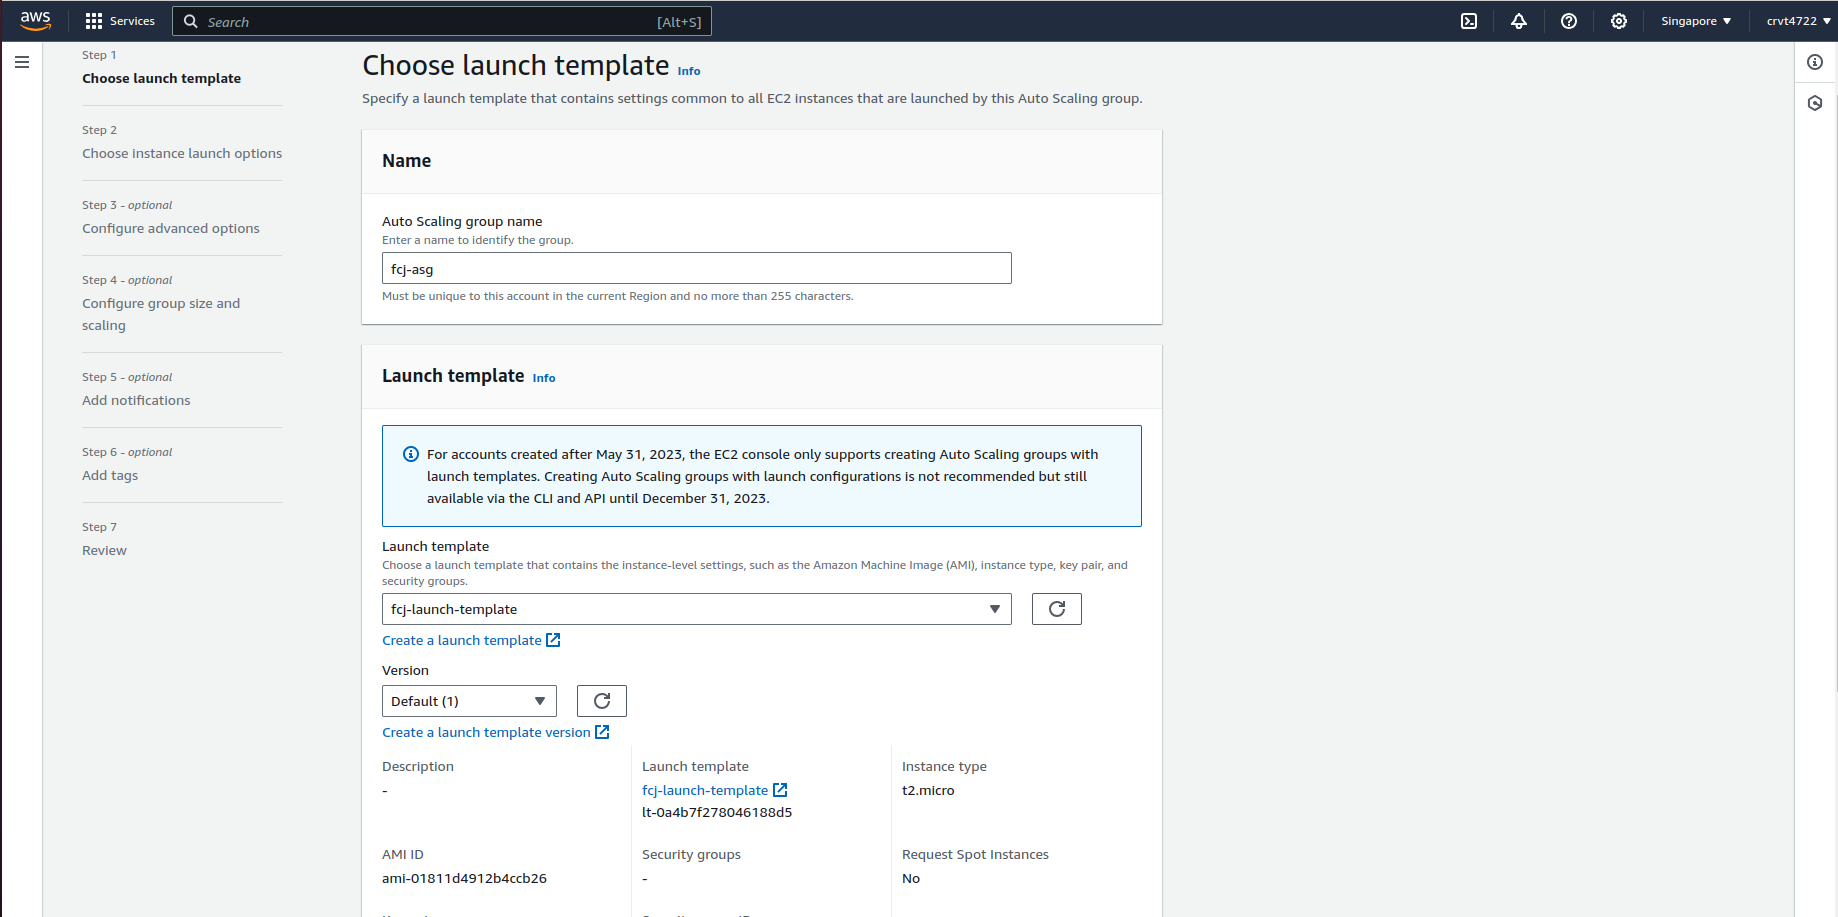 aws
Services
Search
[Alt+S]
Singapore
crvt4722
Step 1
Choose launch template
Step 2
Choose instance launch options
Step 3 - optional
Configure advanced options
Step 4 - optional
Configure group size and
scaling
Step 5 - optional
Add notifications
Step 6 - optional
Add tags
Step 7
Review
Choose launch template Info
Specify a launch template that contains settings common to all EC2 instances that are launched by this Auto Scaling group.
Name
Auto Scaling group name
Enter a name to identify the group.
fcj-asg
Must be unique to this account in the current Region and no more than 255 characters.
Launch template Info
For accounts created after May 31, 2023, the EC2 console only supports creating Auto Scaling groups with
launch templates. Creating Auto Scaling groups with launch configurations is not recommended but still
available via the CLI and API until December 31, 2023.
Launch template
Choose a launch template that contains the instance-level settings, such as the Amazon Machine Image (AMI), instance type, key pair, and
security groups.
fcj-launch-template
Create a launch template
Version
Default (1)
Create a launch template version
Description
-
Launch template
fcj-launch-template
lt-0a4b7f278046188d5
Instance type
t2.micro
AMI ID
ami-01811d4912b4ccb26
Security groups
-
Request Spot Instances
No